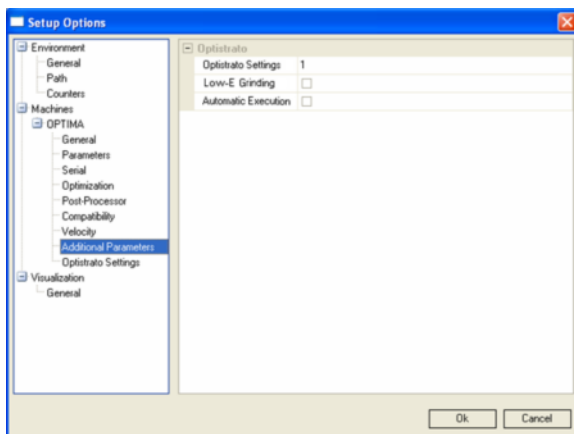 Setup Options
Environment
General
Path
Counters
Machines
OPTIMA
General
Parameters
Serial
Optimization
Post-Processor
Compatibility
Velocity
Additional Parameters
Optistrato Settings
Visualization
General
Optistrato
Optistrato Settings 1
Low-E Grinding
Automatic Execution
Ok Cancel